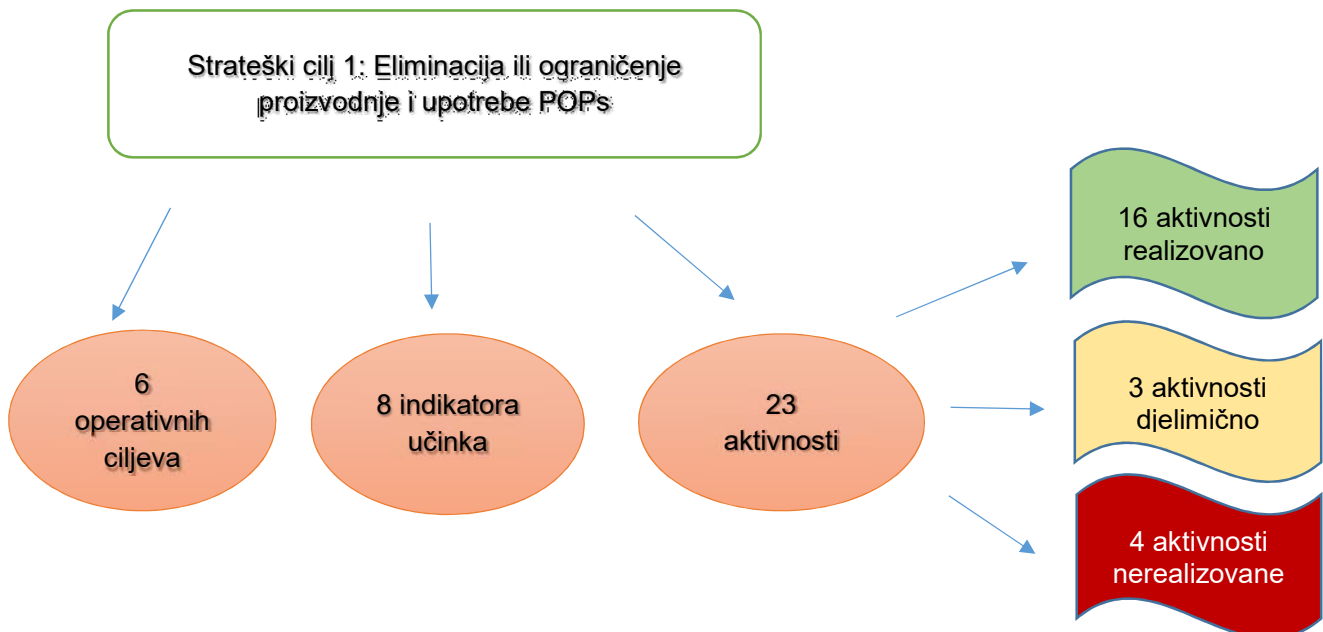 Strateški cilj 1: Eliminacija ili ograničenje
proizvodnje i upotrebe POPs
6
operativnih
ciljeva
8 indikatora
učinka
23
aktivnosti
16 aktivnosti
realizovano
3 aktivnosti
djelimično
4 aktivnosti
nerealizovane